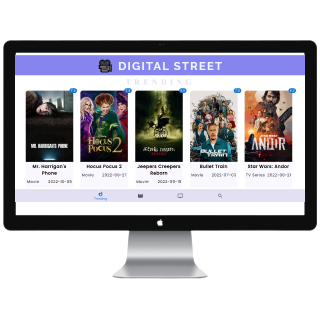 DIGITAL STREET
TRENDING
MR. HARRIGAN'S PHONE
HOCUS POCUS 2
BULLET TRAIN
STAR WARS
ANDOR
Mr. Harrigan's Phone
Movie 2022-10-05
Hocus Pocus 2
Movie 2022-09-27
Jeepers Creepers Reborn
Movie 2022-09-15
Bullet Train
Movie 2022-07-03
Star Wars: Andor
TV Series 2022-09-21
Trending